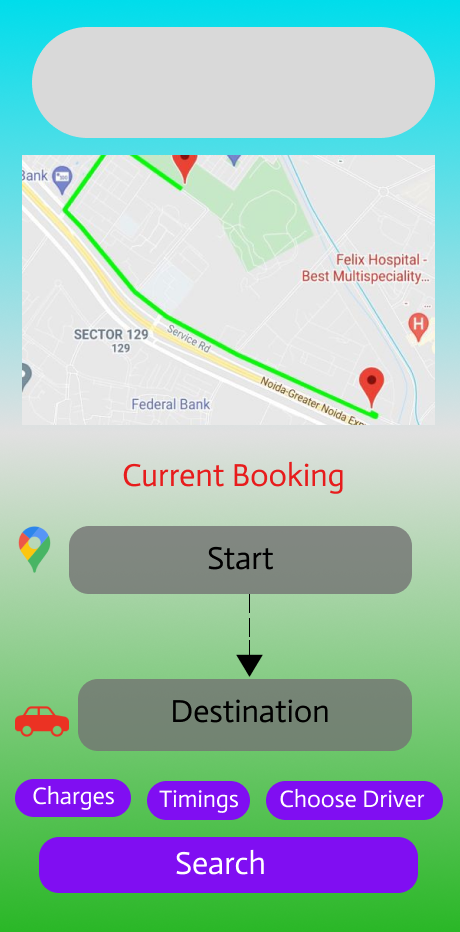 Bank
Felix Hospital -
Best Multispeciality...
H
SECTOR 129
129
Service Rd
Noida-Greater Noida Exp
Federal Bank
Current Booking
Start
Destination
Charges
Timings
Choose Driver
Search